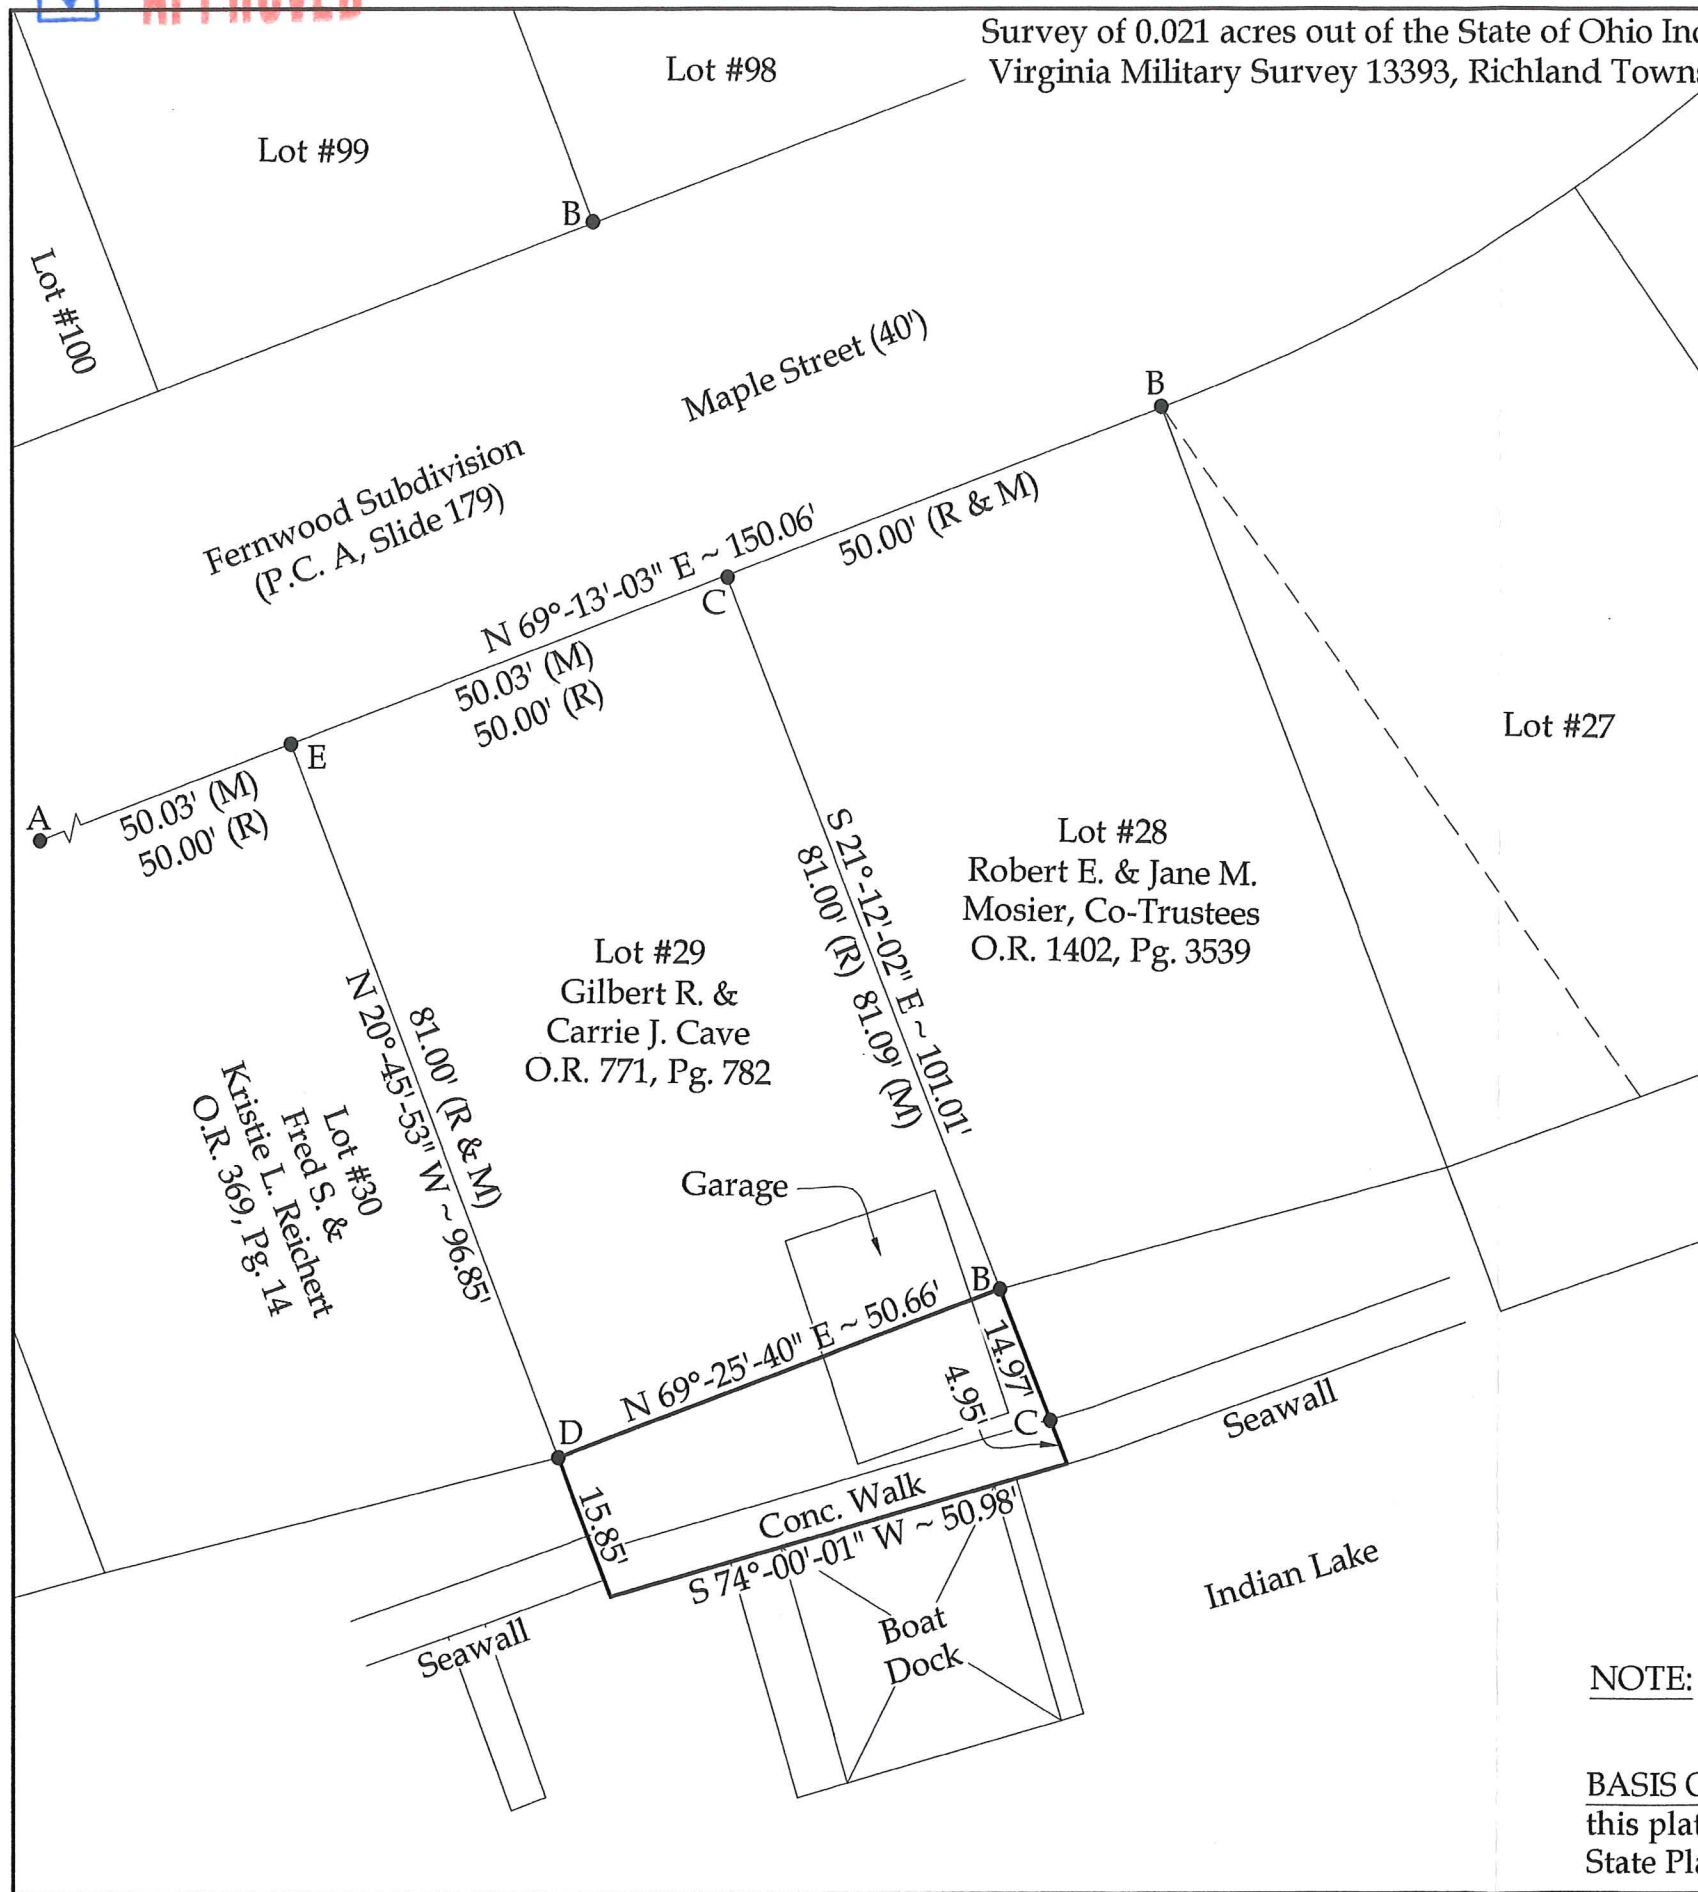 APPROVED
Survey of 0.021 acres out of the State of Ohio
Virginia Military Survey 13393, Richland
Lot #98
Lot #99
Lot #100
B
Maple Street (40')
B
Fernwood Subdivision
(P.C. A, Slide 179)
N 69°-13'-03" E ~ 150.06'
50.00' (R & M)
C
50.03' (M)
50.00' (R)
E
A
50.03' (M)
50.00' (R)
Lot #27
S 21°-12'-02" E ~ 101.01'
81.00' (R) 81.09' (M)
Lot #28
Robert E. & Jane M.
Mosier, Co-Trustees
O.R. 1402, Pg. 3539
Lot #29
Gilbert R. &
Carrie J. Cave
O.R. 771, Pg. 782
81.00' (R & M)
N 20°-45'-53" W ~ 96.85'
Lot #30
Fred S. &
Kristie L. Reichert
O.R. 369, Pg. 14
Garage
B
N 69°-25'-40" E ~ 50.66'
14.97'
4.95'
C
D
15.85'
Conc. Walk
S 74°-00'-01" W ~ 50.98'
Seawall
Seawall
Boat
Dock
Indian Lake
NOTE:
BASIS
this plat
State